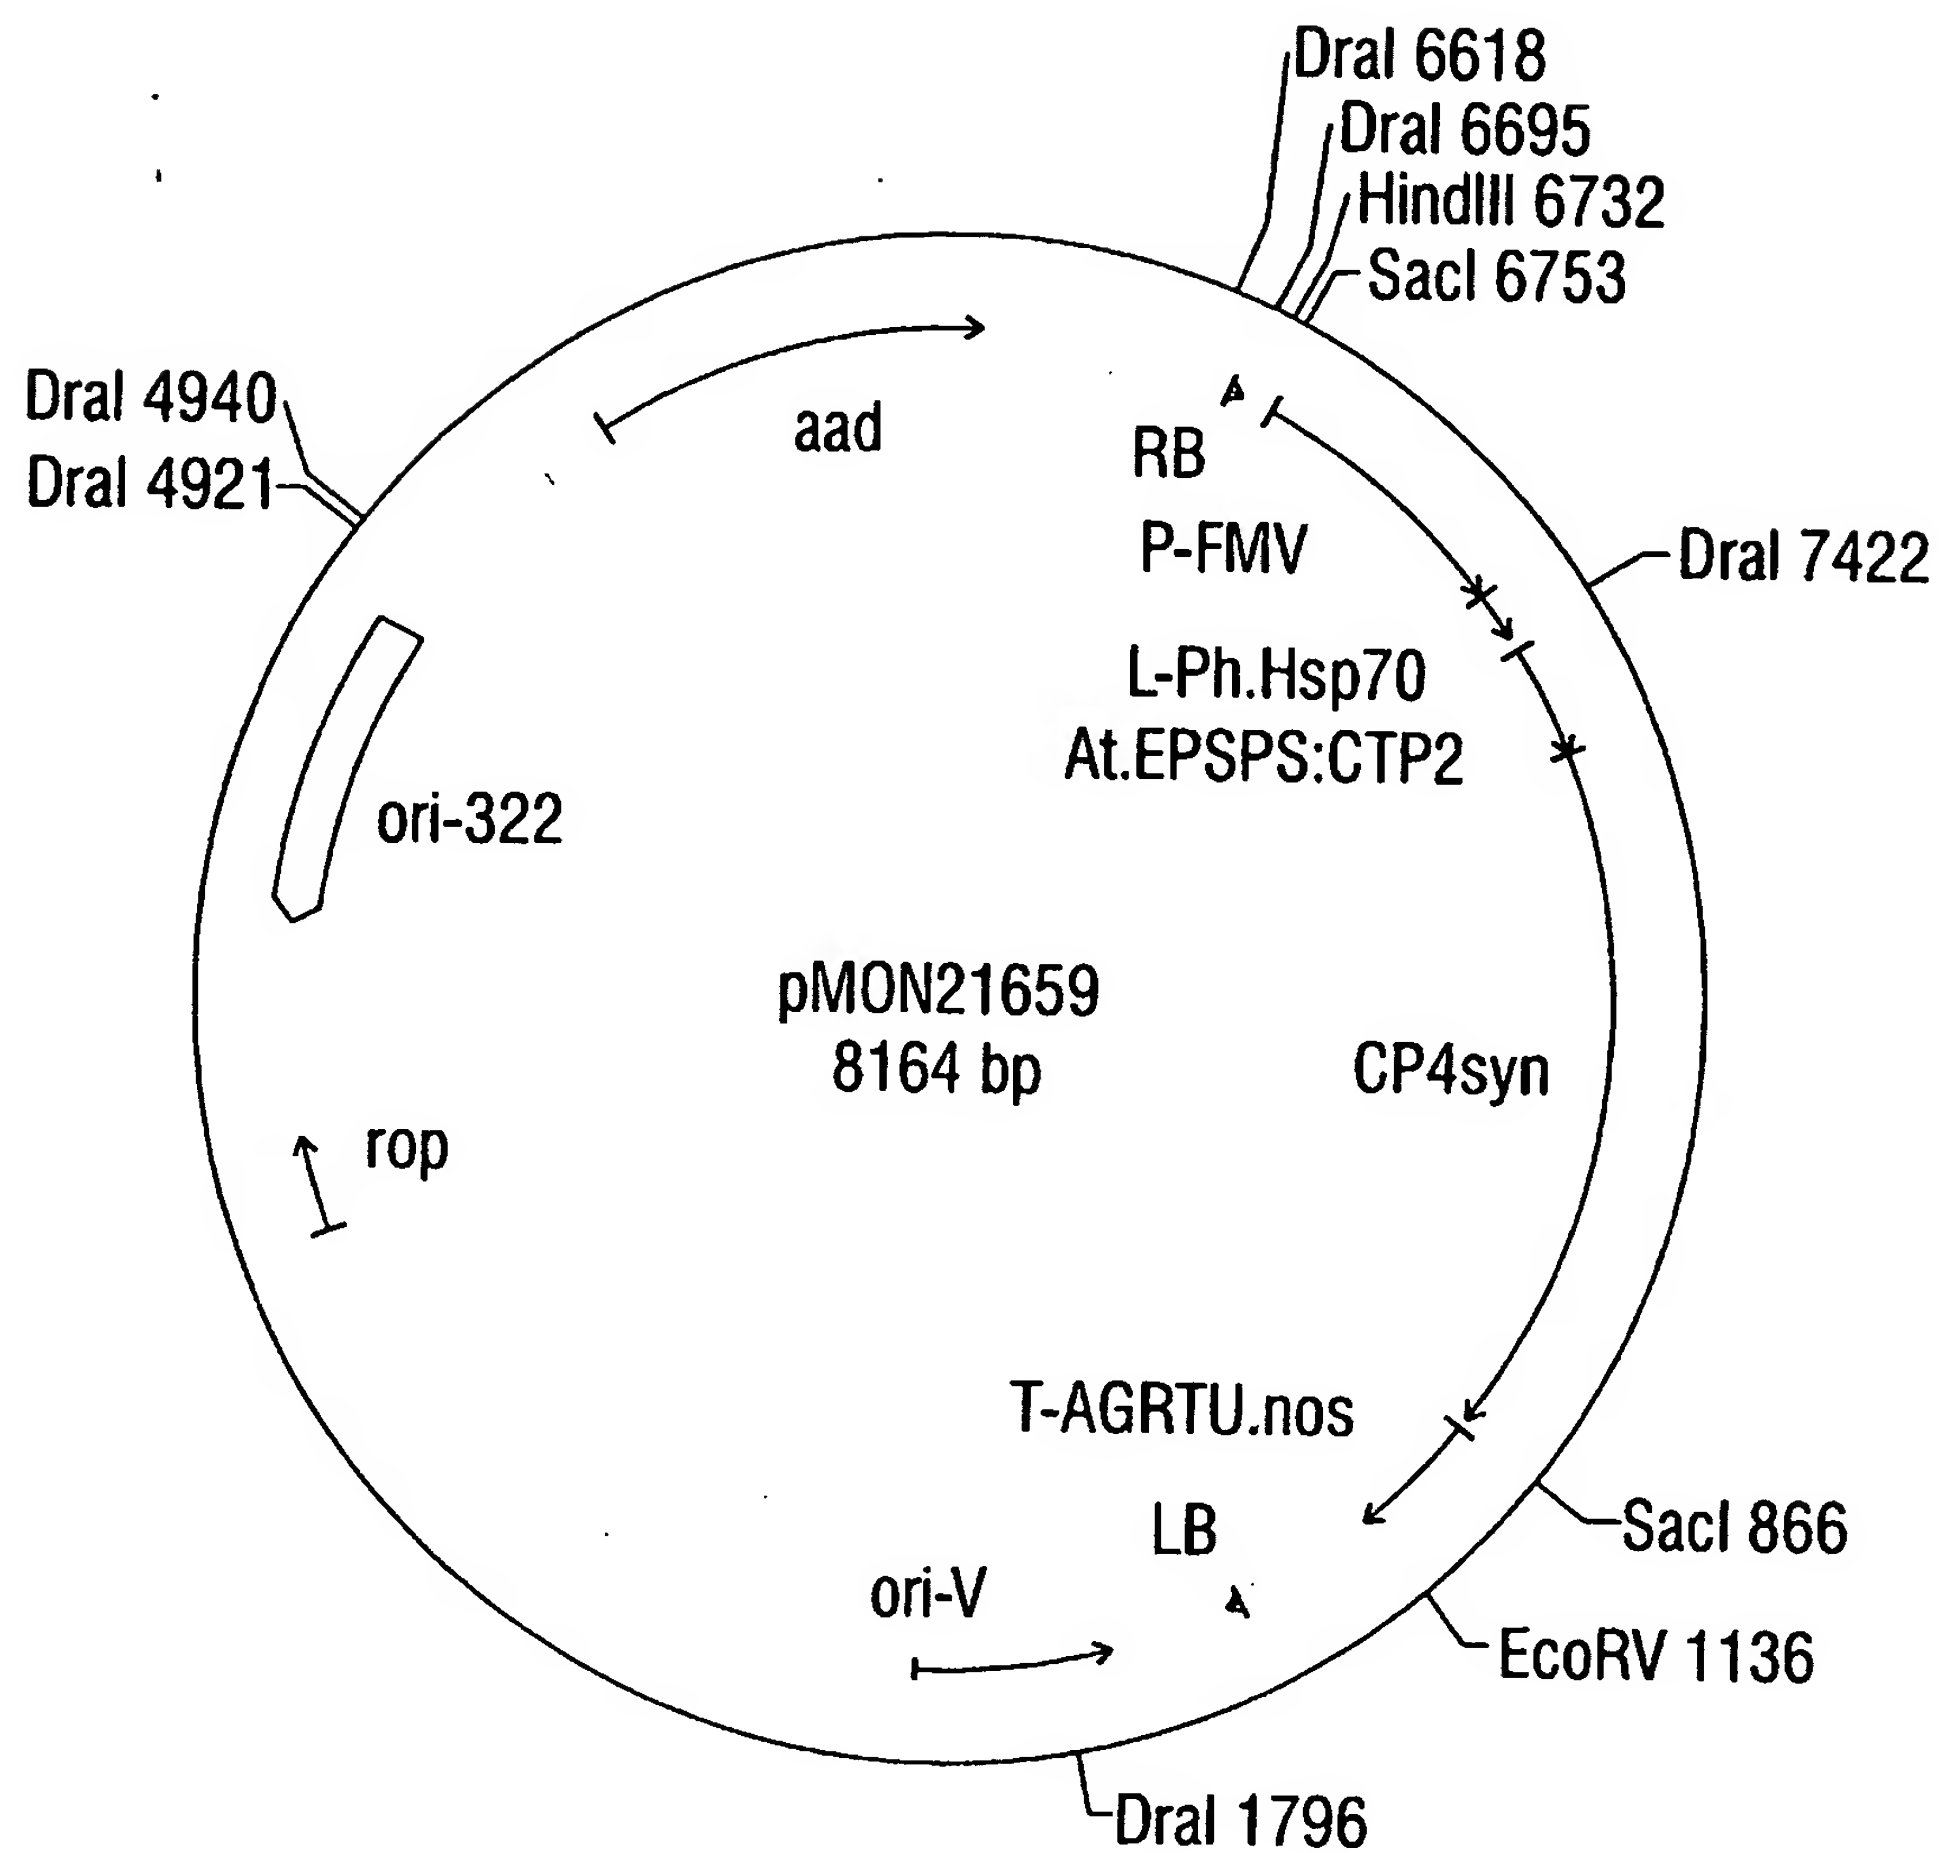 DraI 6618
DraI 6695
HindIII 6732
SacI 6753
DraI 4940
DraI 4921
aad
RB
P-FMV
DraI 7422
L-Ph.Hsp70
At.EPSPS:CTP2
ori-322
pMON21659
8164 bp
CP4syn
rop
T-AGRTU.nos
LB
SacI 866
ori-V
EcoRV 1136
DraI 1796